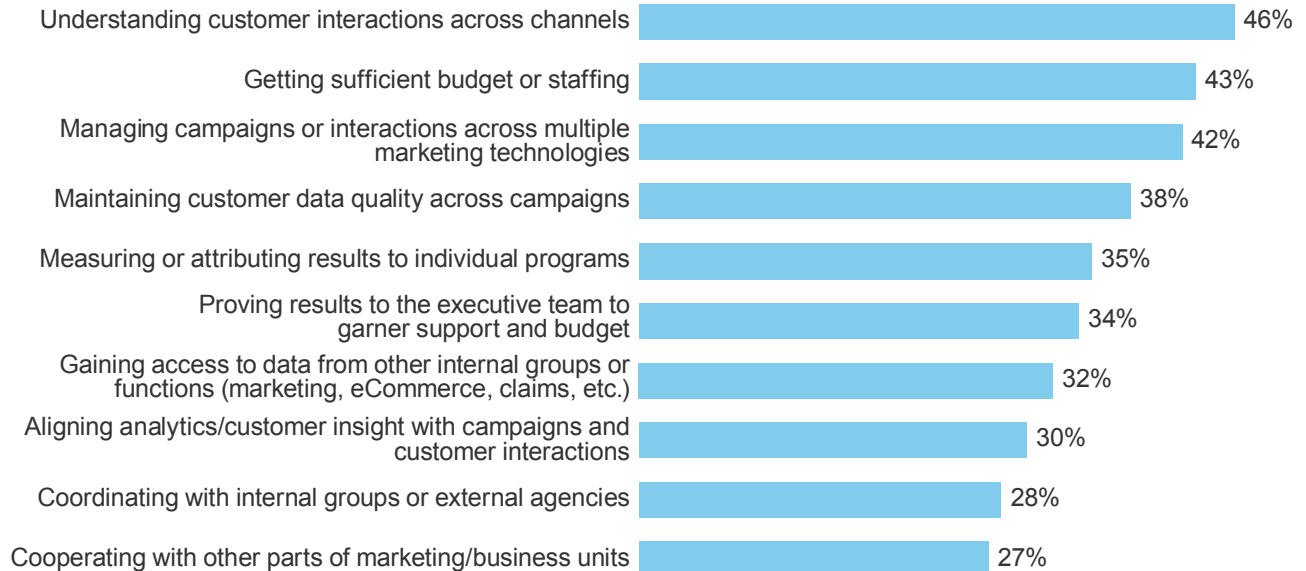 Understanding customer interactions across channels 46%
Getting sufficient budget or staffing 43%
Managing campaigns or interactions across multiple
marketing technologies 42%
Maintaining customer data quality across campaigns 38%
Measuring or attributing results to individual programs 35%
Proving results to the executive team to
garner support and budget 34%
Gaining access to data from other internal groups or
functions (marketing, eCommerce, claims, etc.) 32%
Aligning analytics/customer insight with campaigns and
customer interactions 30%
Coordinating with internal groups or external agencies 28%
Cooperating with other parts of marketing/business units 27%